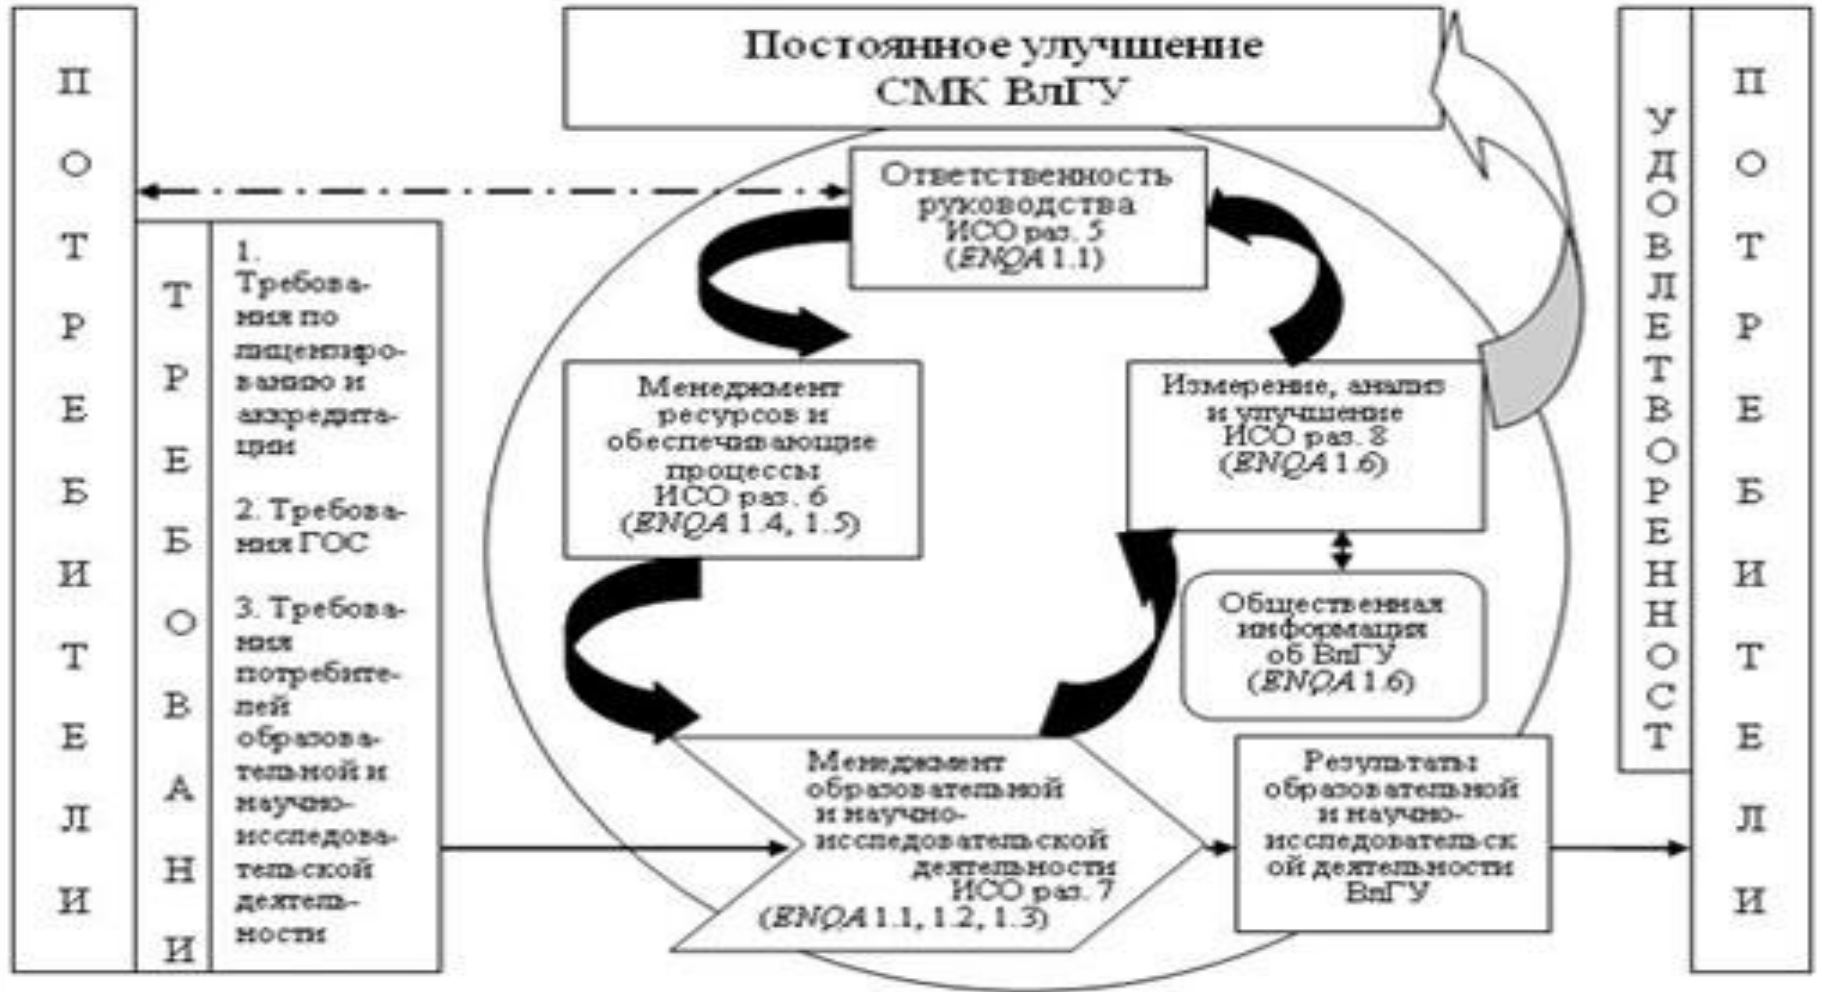 ПОТРЕБИТЕЛИ
ТРЕБОВАНИ
1.
Требова-
ния по
лицензиро-
ванию и
аккредита-
ции
2. Требова-
ния ГОС
3. Требова-
ния
потребите-
лей
образова-
тельной и
научно-
исследова-
тельской
деятель-
ности
Постоянное улучшение
СМК ВлГУ
Ответственность
руководства
ИСО раз. 5
(ENQA 1.1)
Менеджмент
ресурсов и
обеспечивающие
процессы
ИСО раз. 6
(ENQA 1.4, 1.5)
Измерение, анализ
и улучшение
ИСО раз. 8
(ENQA 1.6)
Общественная
информация
об ВлГУ
(ENQA 1.6)
Менеджмент
образовательной
и научно-
исследовательской
деятельности
ИСО раз. 7
(ENQA 1.1, 1.2, 1.3)
Результаты
образовательной
и научно-
исследовательск
ой деятельности
ВлГУ
УДОВЛЕТВОРЕННОСТ
ПОТРЕБИТЕЛИ